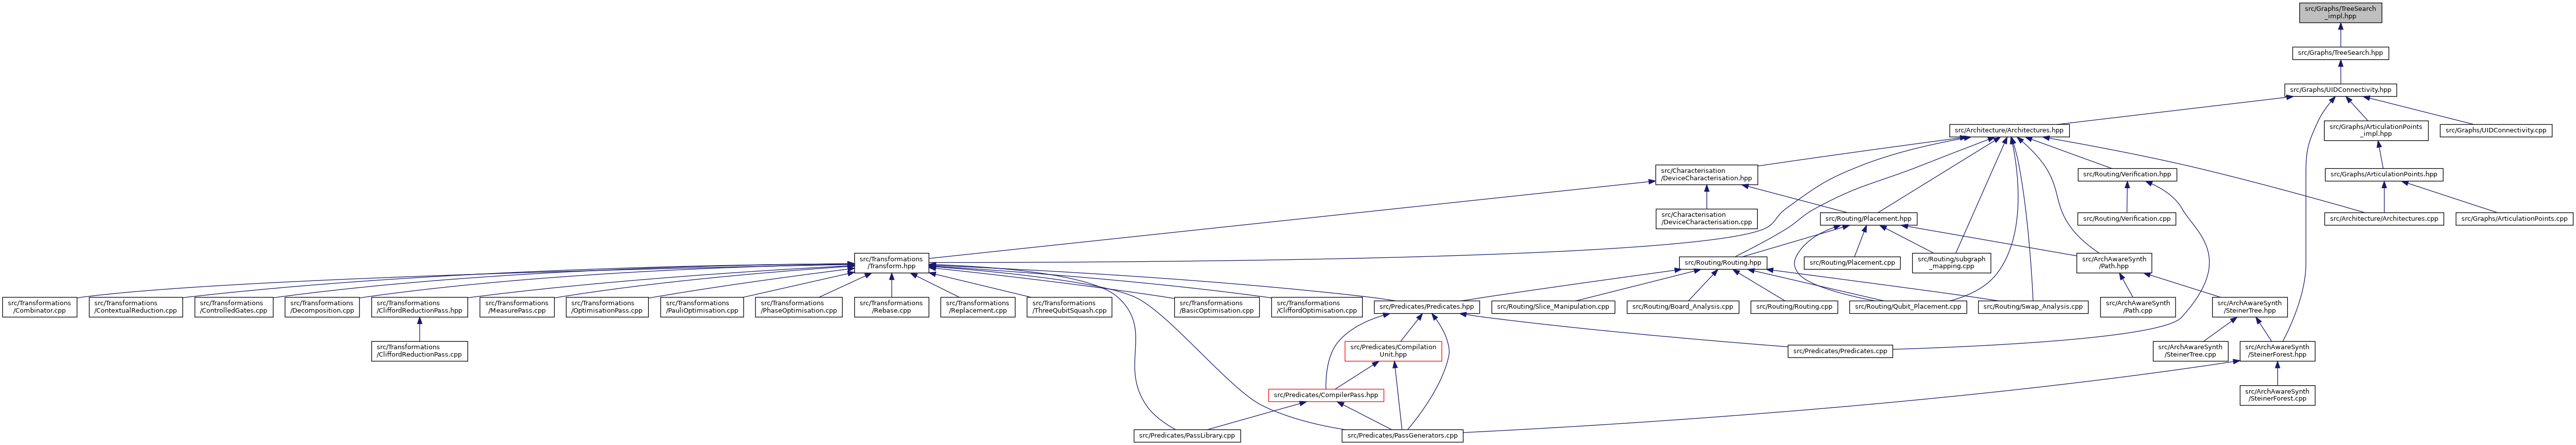 src/Graphs/TreeSearch
_impl.hpp
src/Graphs/TreeSearch.hpp
src/Graphs/UIDConnectivity.hpp
src/Architecture/Architectures.hpp
src/Graphs/ArticulationPoints
_impl.hpp
src/Graphs/UIDConnectivity.cpp
src/Characterisation
/DeviceCharacterisation.hpp
src/Routing/Verification.hpp
src/Graphs/ArticulationPoints.hpp
src/Characterisation
/DeviceCharacterisation.cpp
src/Routing/Placement.hpp
src/Routing/Verification.cpp
src/Architecture/Architectures.cpp
src/Graphs/ArticulationPoints.cpp
src/Transformations
/Transform.hpp
src/Routing/Routing.hpp
src/Routing/Placement.cpp
src/Routing/subgraph
_mapping.cpp
src/ArchAwareSynth
/Path.hpp
src/Transformations
/Combinator.cpp
src/Transformations
/ContextualReduction.cpp
src/Transformations
/ControlledGates.cpp
src/Transformations
/Decomposition.cpp
src/Transformations
/CliffordReductionPass.hpp
src/Transformations
/MeasurePass.cpp
src/Transformations
/OptimisationPass.cpp
src/Transformations
/PauliOptimisation.cpp
src/Transformations
/PhaseOptimisation.cpp
src/Transformations
/Rebase.cpp
src/Transformations
/Replacement.cpp
src/Transformations
/ThreeQubitSquash.cpp
src/Transformations
/BasicOptimisation.cpp
src/Transformations
/CliffordOptimisation.cpp
src/Predicates/Predicates.hpp
src/Routing/Slice_Manipulation.cpp
src/Routing/Board_Analysis.cpp
src/Routing/Routing.cpp
src/Routing/Qubit_Placement.cpp
src/Routing/Swap_Analysis.cpp
src/ArchAwareSynth
/Path.cpp
src/ArchAwareSynth
/SteinerTree.hpp
src/Transformations
/CliffordReductionPass.cpp
src/Predicates/Compilation
Unit.hpp
src/Predicates/Predicates.cpp
src/ArchAwareSynth
/SteinerTree.cpp
src/ArchAwareSynth
/SteinerForest.hpp
src/Predicates/CompilerPass.hpp
src/ArchAwareSynth
/SteinerForest.cpp
src/Predicates/PassLibrary.cpp
src/Predicates/PassGenerators.cpp